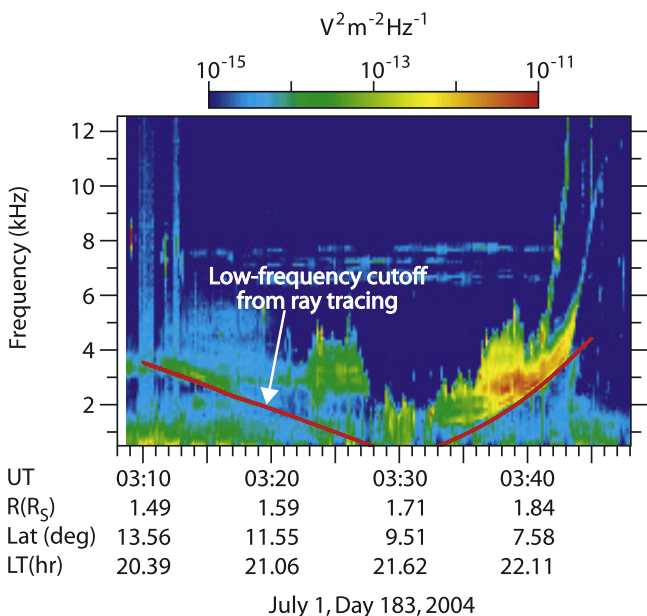 V²m⁻²Hz⁻¹
10⁻¹⁵ 10⁻¹³ 10⁻¹¹
12
10
8
6
4
2
Frequency (kHz)
Low-frequency cutoff
from ray tracing
UT 03:10 03:20 03:30 03:40
R(R_S) 1.49 1.59 1.71 1.84
Lat (deg) 13.56 11.55 9.51 7.58
LT(hr) 20.39 21.06 21.62 22.11
July 1, Day 183, 2004